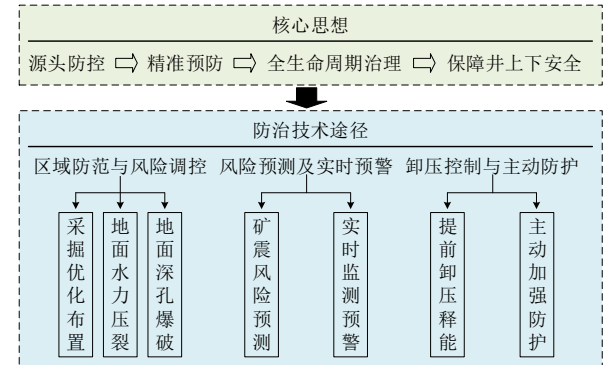 核心思想
源头防控 ⇨ 精准预防 ⇨ 全生命周期治理 ⇨ 保障井上下安全
防治技术途径
区域防范与风险调控 风险预测及实时预警 卸压控制与主动防护
采掘优化布置
地面水力压裂
地面深孔爆破
矿震风险预测
实时监测预警
提前卸压释能
主动加强防护